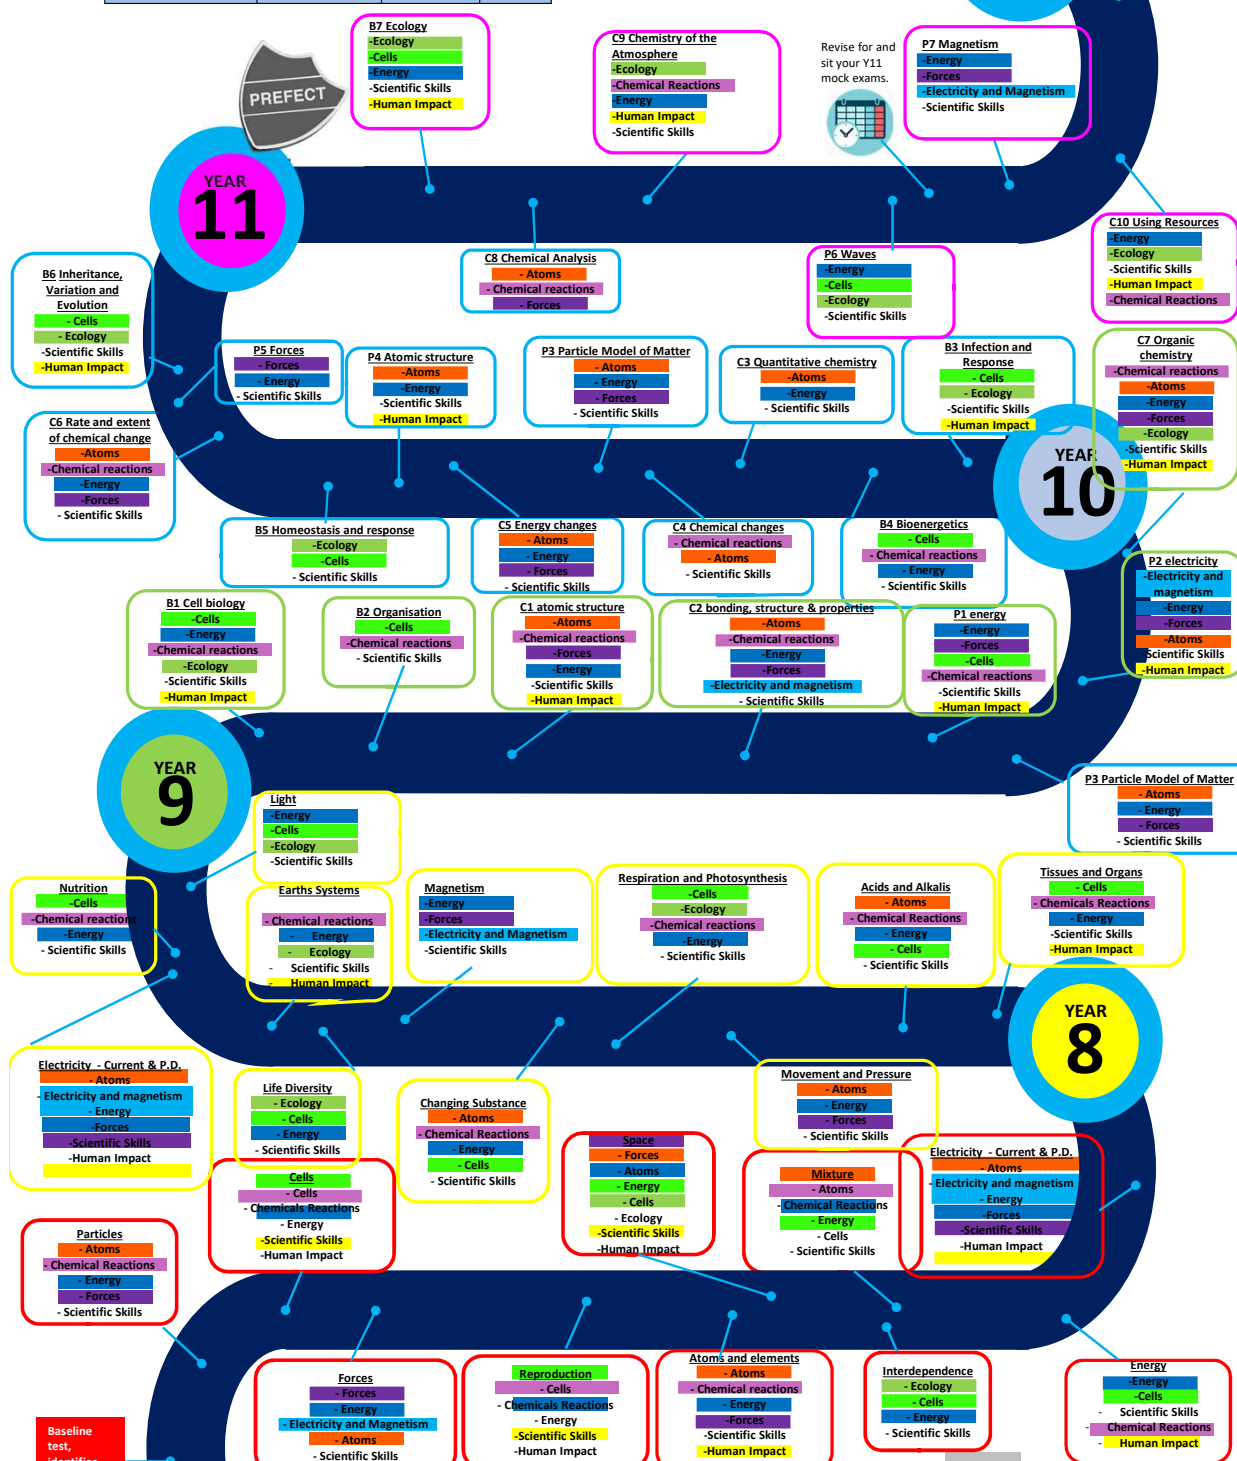 B7 Ecology
-Ecology
-Cells
-Energy
-Scientific Skills
-Human Impact
C9 Chemistry of the
Atmosphere
-Ecology
-Chemical Reactions
-Energy
-Human Impact
-Scientific Skills
Revise for and
sit your Y11
mock exams.
P7 Magnetism
-Energy
-Forces
-Electricity and Magnetism
-Scientific Skills
PREFECT
YEAR
11
C8 Chemical Analysis
- Atoms
- Chemical reactions
- Forces
P6 Waves
-Energy
-Cells
-Ecology
-Scientific Skills
C10 Using Resources
-Energy
-Ecology
-Scientific Skills
-Human Impact
-Chemical Reactions
B6 Inheritance,
Variation and
Evolution
- Cells
- Ecology
-Scientific Skills
-Human Impact
P5 Forces
- Forces
- Energy
- Scientific Skills
P4 Atomic structure
-Atoms
-Energy
-Scientific Skills
-Human Impact
P3 Particle Model of Matter
- Atoms
- Energy
- Forces
- Scientific Skills
C3 Quantitative chemistry
-Atoms
-Energy
- Scientific Skills
B3 Infection and
Response
- Cells
- Ecology
-Scientific Skills
-Human Impact
C7 Organic
chemistry
-Chemical reactions
-Atoms
-Energy
-Forces
-Ecology
-Scientific Skills
-Human Impact
C6 Rate and extent
of chemical change
-Atoms
-Chemical reactions
-Energy
-Forces
- Scientific Skills
YEAR
10
B5 Homeostasis and response
-Ecology
-Cells
- Scientific Skills
C5 Energy changes
- Atoms
- Energy
- Forces
- Scientific Skills
C4 Chemical changes
- Chemical reactions
- Atoms
- Scientific Skills
B4 Bioenergetics
- Cells
- Chemical reactions
- Energy
- Scientific Skills
P2 electricity
-Electricity and
magnetism
-Energy
-Forces
-Atoms
-Scientific Skills
-Human Impact
B1 Cell biology
-Cells
-Energy
-Chemical reactions
-Ecology
-Scientific Skills
-Human Impact
B2 Organisation
-Cells
-Chemical reactions
- Scientific Skills
C1 atomic structure
-Atoms
-Chemical reactions
-Forces
-Energy
-Scientific Skills
-Human Impact
C2 bonding, structure & properties
-Atoms
-Chemical reactions
-Energy
-Forces
-Electricity and magnetism
- Scientific Skills
P1 energy
-Energy
-Forces
-Cells
-Chemical reactions
-Scientific Skills
-Human Impact
YEAR
9
P3 Particle Model of Matter
- Atoms
- Energy
- Forces
- Scientific Skills
Light
-Energy
-Cells
-Ecology
-Scientific Skills
Nutrition
-Cells
-Chemical reactions
-Energy
- Scientific Skills
Earths Systems
- Chemical reactions
- Energy
- Ecology
- Scientific Skills
- Human Impact
Magnetism
-Energy
-Forces
-Electricity and Magnetism
-Scientific Skills
Respiration and Photosynthesis
-Cells
-Ecology
-Chemical reactions
-Energy
- Scientific Skills
Acids and Alkalis
- Atoms
- Chemical Reactions
- Energy
- Cells
- Scientific Skills
Tissues and Organs
- Cells
- Chemicals Reactions
- Energy
-Scientific Skills
-Human Impact
YEAR
8
Electricity - Current & P.D.
- Atoms
- Electricity and magnetism
- Energy
-Forces
-Scientific Skills
-Human Impact
Life Diversity
- Ecology
- Cells
- Energy
- Scientific Skills
Changing Substance
- Atoms
- Chemical Reactions
- Energy
- Cells
- Scientific Skills
Movement and Pressure
- Atoms
- Energy
- Forces
- Scientific Skills
Cells
- Cells
- Chemicals Reactions
- Energy
-Scientific Skills
-Human Impact
Space
- Forces
- Atoms
- Energy
- Cells
- Ecology
-Scientific Skills
-Human Impact
Mixture
- Atoms
- Chemical Reactions
- Energy
- Cells
- Scientific Skills
Electricity - Current & P.D.
- Atoms
- Electricity and magnetism
- Energy
-Forces
-Scientific Skills
-Human Impact
Particles
- Atoms
- Chemical Reactions
- Energy
- Forces
- Scientific Skills
Forces
- Forces
- Energy
- Electricity and Magnetism
- Atoms
- Scientific Skills
Reproduction
- Cells
- Chemicals Reactions
- Energy
-Scientific Skills
-Human Impact
Atoms and elements
- Atoms
- Chemical reactions
- Energy
-Forces
-Scientific Skills
-Human Impact
Interdependence
- Ecology
- Cells
- Energy
- Scientific Skills
Energy
-Energy
-Cells
- Scientific Skills
- Chemical Reactions
- Human Impact
Baseline
test,